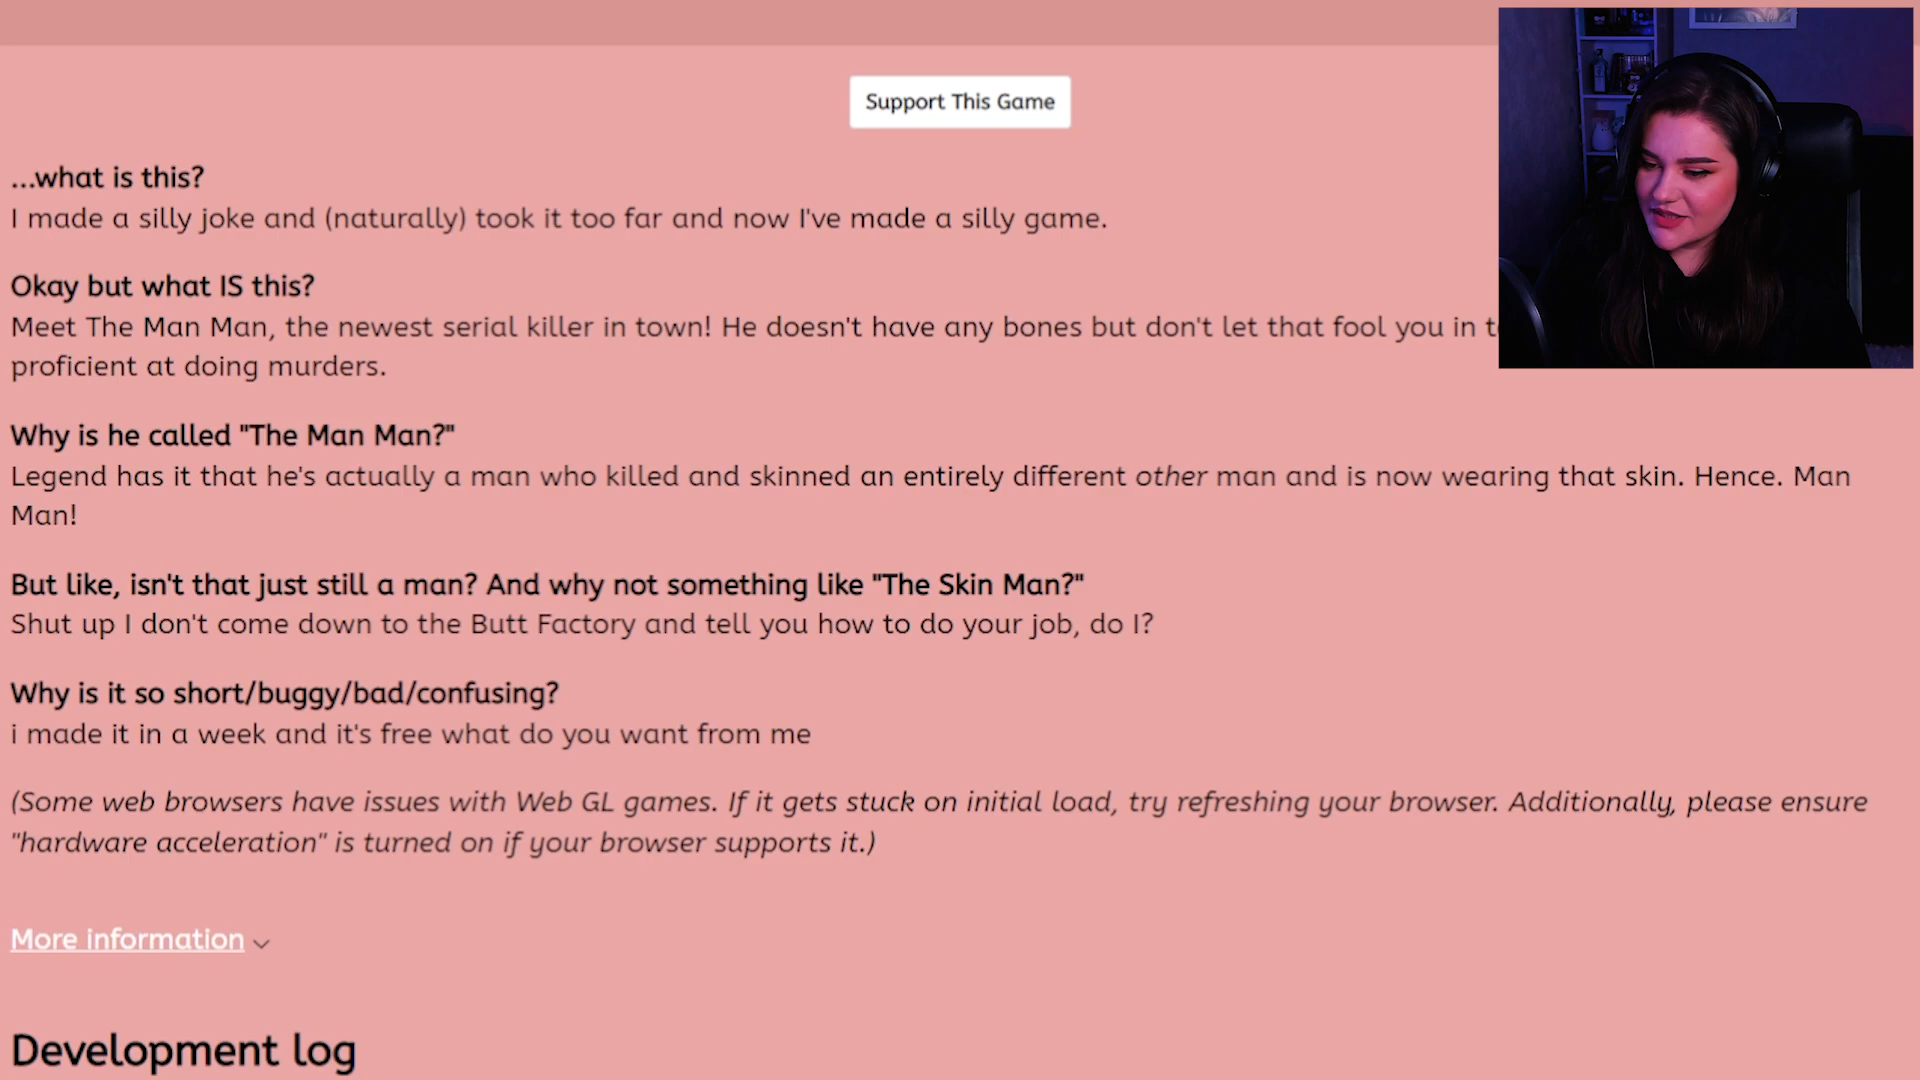 Support This Game
...what is this?
I made a silly joke and (naturally) took it too far and now I've made a silly game.
Okay but what IS this?
Meet The Man Man, the newest serial killer in town! He doesn't have any bones but don't let that fool you in
proficient at doing murders.
Why is he called "The Man Man?"
Legend has it that he's actually a man who killed and skinned an entirely different other man and is now wearing that skin. Hence. Man
Man!
But like, isn't that just still a man? And why not something like "The Skin Man?"
Shut up I don't come down to the Butt Factory and tell you how to do your job, do I?
Why is it so short/buggy/bad/confusing?
i made it in a week and it's free what do you want from me
(Some web browsers have issues with Web GL games. If it gets stuck on initial load, try refreshing your browser. Additionally, please ensure
"hardware acceleration" is turned on if your browser supports it.)
More information
Development log